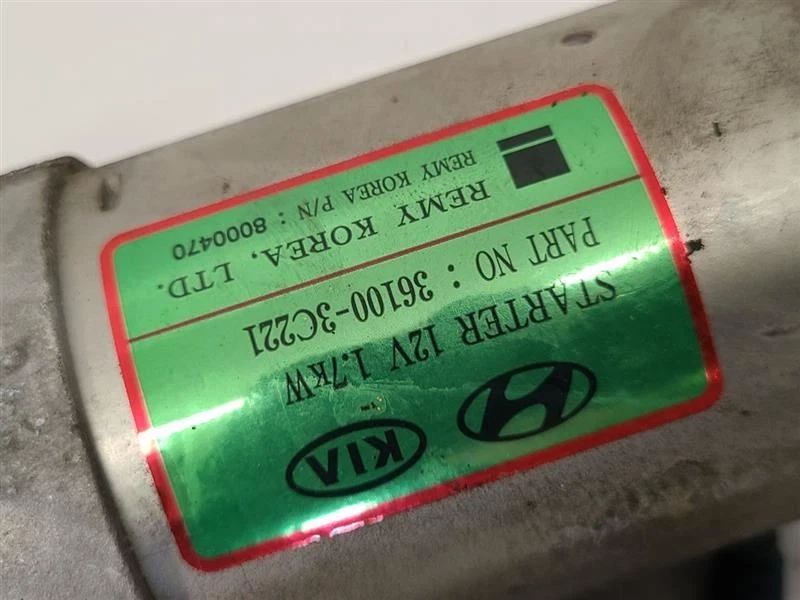 KIA
STARTER 12V 1.7kW
PART NO : 36100-3C221
REMY KOREA, LTD.
REMY KOREA P/N : 8000470